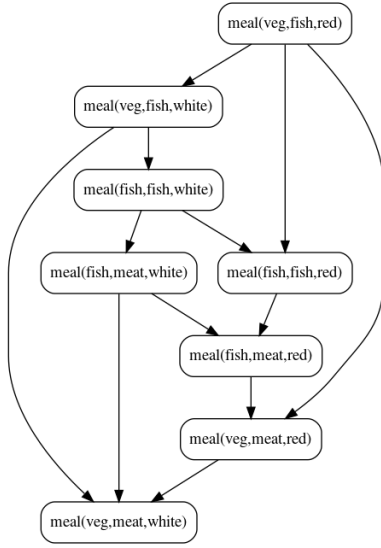 meal(veg,fish,red)
meal(veg,fish,white)
meal(fish,fish,white)
meal(fish,meat,white)
meal(fish,fish,red)
meal(fish,meat,red)
meal(veg,meat,red)
meal(veg,meat,white)